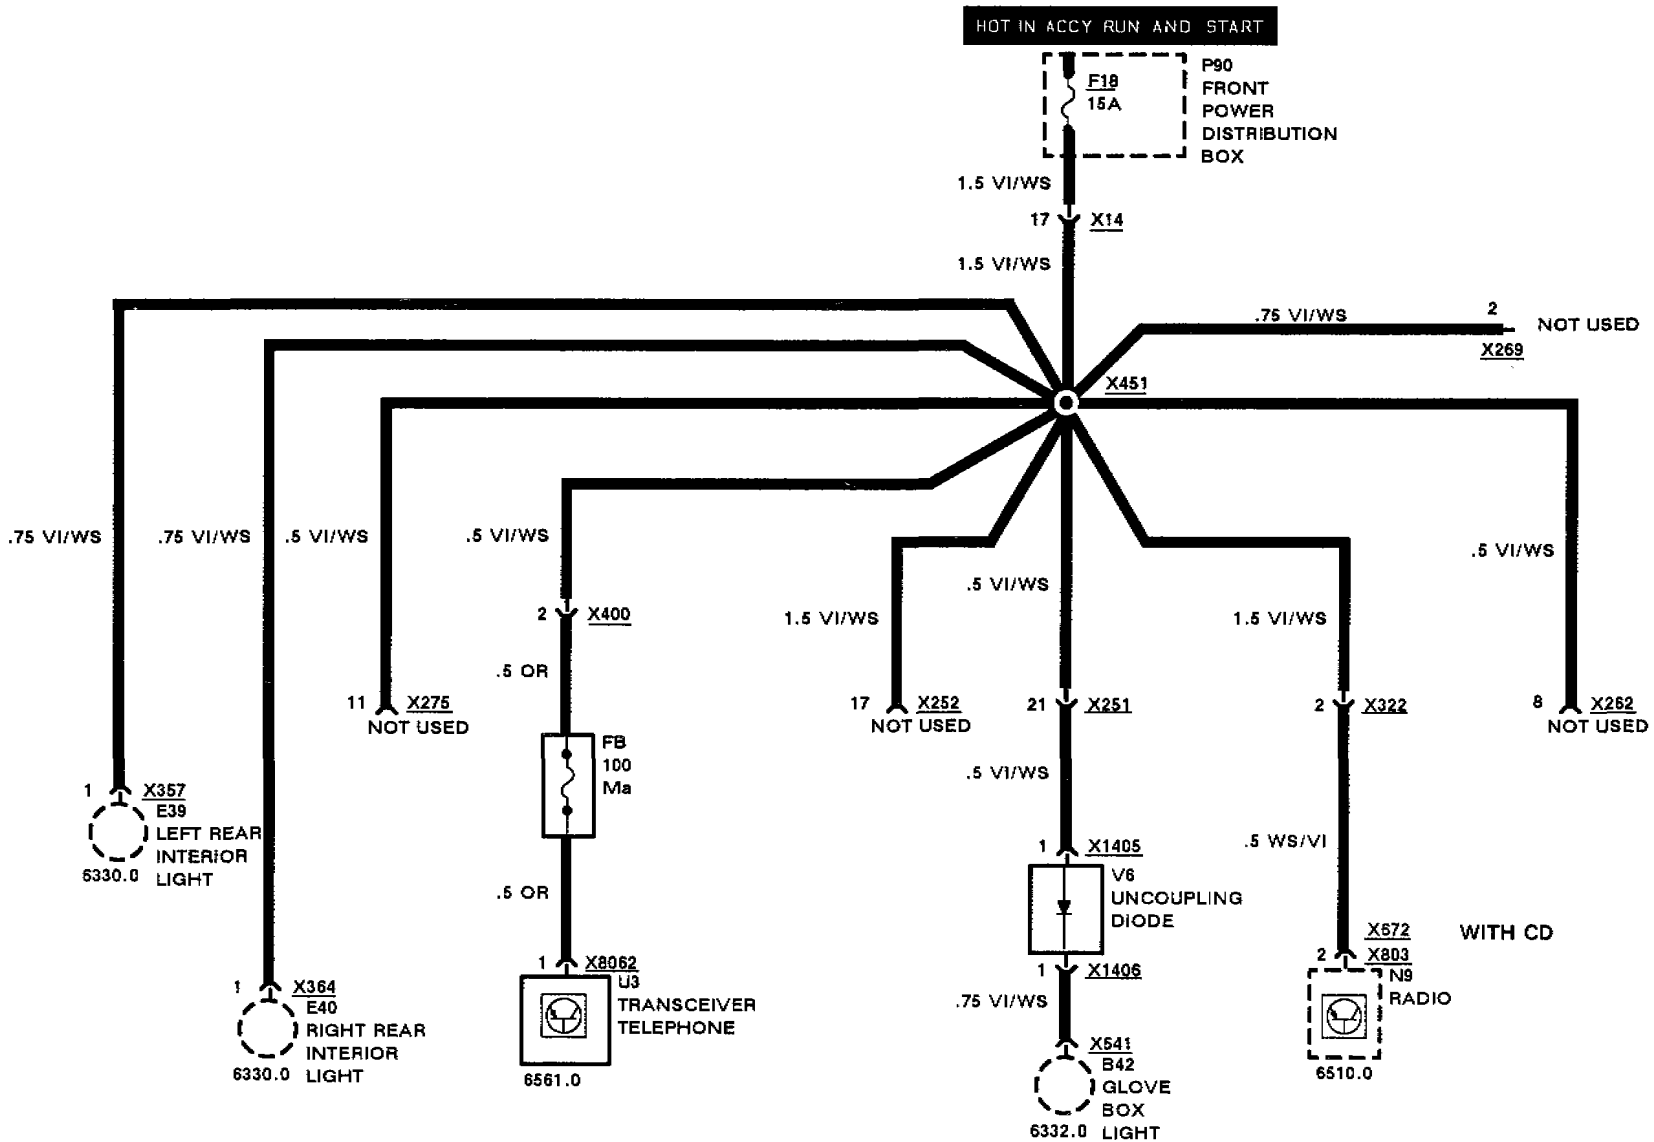 HOT IN ACCY RUN AND START
F18
15A
P90
FRONT
POWER
DISTRIBUTION
BOX
1.5 VI/WS
17 X14
1.5 VI/WS
.75 VI/WS
2
NOT USED
X269
X451
.75 VI/WS
.75 VI/WS
.5 VI/WS
.5 VI/WS
.5 VI/WS
.5 VI/WS
2 X400
1.5 VI/WS
1.5 VI/WS
.5 OR
11 X275
NOT USED
17 X252
NOT USED
21 X251
2 X322
8 X262
NOT USED
FB
100
Ma
.5 VI/WS
1 X357
E39
LEFT REAR
INTERIOR
LIGHT
6330.0
.5 WS/VI
1 X1405
V6
UNCOUPLING
DIODE
.5 OR
X672
WITH CD
2 X803
N9
RADIO
6510.0
1 X8062
U3
TRANSCEIVER
TELEPHONE
6561.0
1 X1406
.75 VI/WS
1 X364
E40
RIGHT REAR
INTERIOR
LIGHT
6330.0
X541
B42
GLOVE
BOX
LIGHT
6332.0